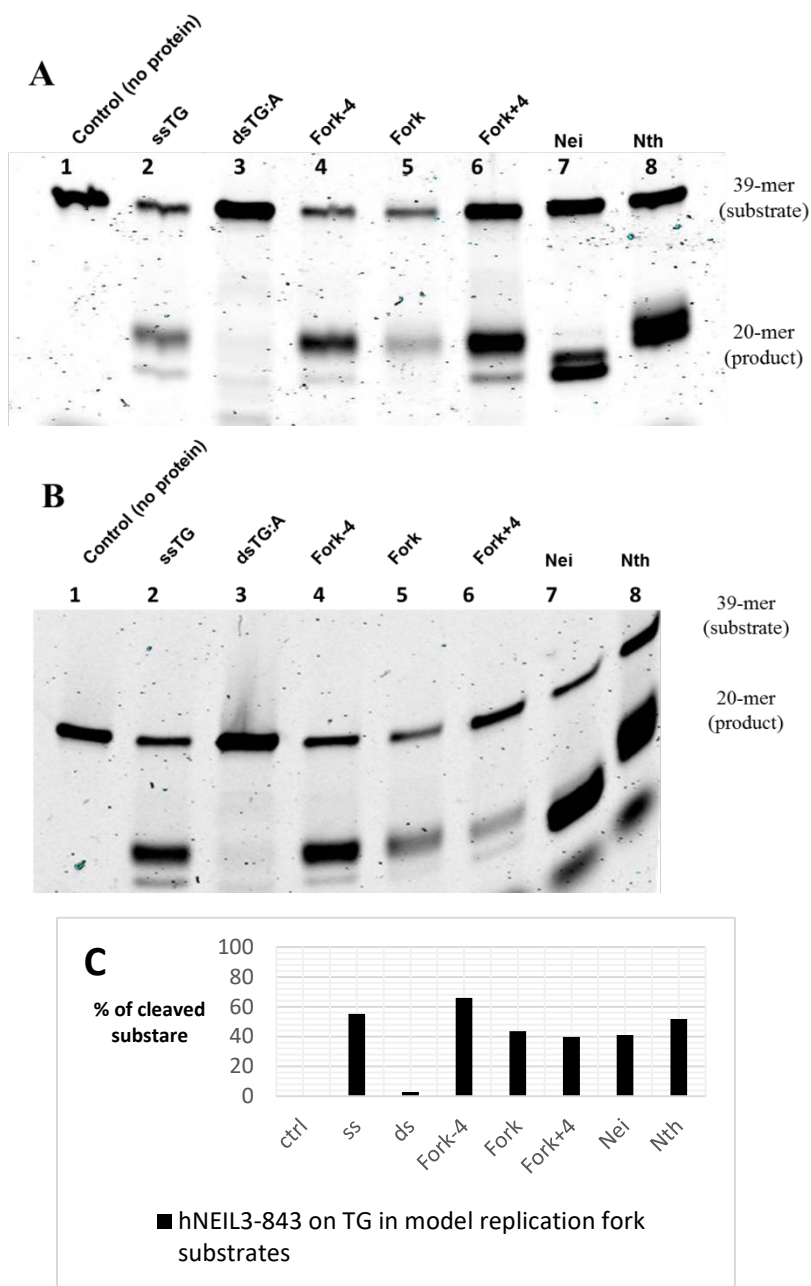 A
Control (no protein)
ssTG
dsTG:A
Fork-4
Fork
Fork+4
Nei
Nth
1 2 3 4 5 6 7 8
39-mer
(substrate)
20-mer
(product)
B
Control (no protein)
ssTG
dsTG:A
Fork-4
Fork
Fork+4
Nei
Nth
1 2 3 4 5 6 7 8
39-mer
(substrate)
20-mer
(product)
C
% of cleaved
substare
100
80
60
40
20
0
ctrl
ss
ds
Fork-4
Fork
Fork+4
Nei
Nth
hNEIL3-843 on TG in model replication fork
substrates